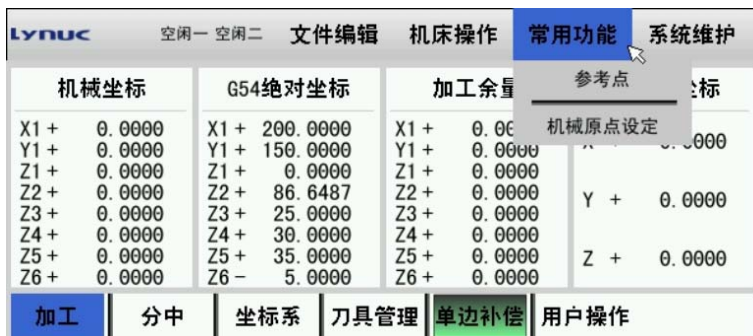 LYNUC 空闲一 空闲二 文件编辑 机床操作 常用功能 系统维护
参考点
机械原点设定
机械坐标
X1 + 0.0000
Y1 + 0.0000
Z1 + 0.0000
Z2 + 0.0000
Z3 + 0.0000
Z4 + 0.0000
Z5 + 0.0000
Z6 + 0.0000
G54绝对坐标
X1 + 200.0000
Y1 + 150.0000
Z1 + 0.0000
Z2 + 86.6487
Z3 + 25.0000
Z4 + 30.0000
Z5 + 35.0000
Z6 - 5.0000
加工余量
X1 + 0.00
Y1 + 0.0000
Z1 + 0.0000
Z2 + 0.0000
Z3 + 0.0000
Z4 + 0.0000
Z5 + 0.0000
Z6 + 0.0000
坐标
Y + 0.0000
Z + 0.0000
加工 分中 坐标系 刀具管理 单边补偿 用户操作